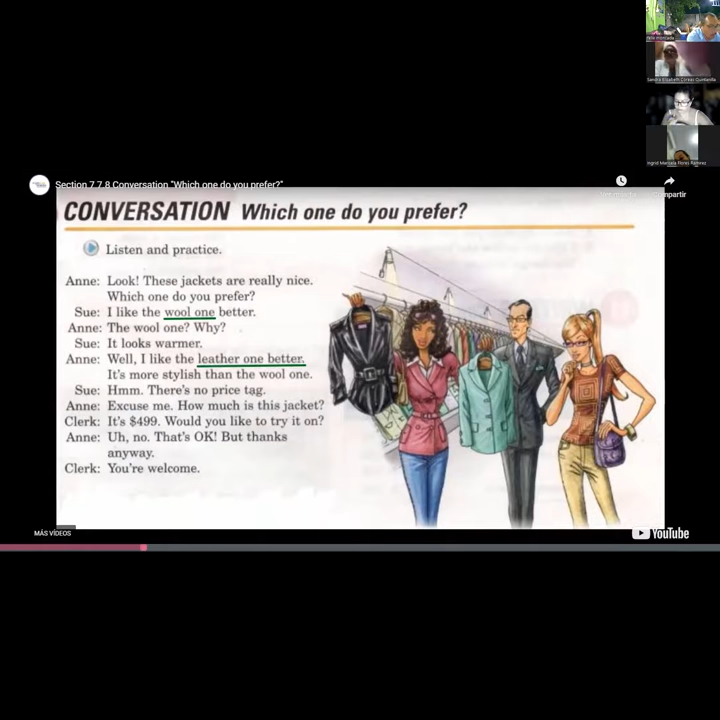 Section 7.7.8 Conversation "Which one do you prefer?"
CONVERSATION Which one do you prefer?
Listen and practice.
Anne: Look! These jackets are really nice.
Which one do you prefer?
Sue: I like the wool one better.
Anne: The wool one? Why?
Sue: It looks warmer.
Anne: Well, I like the leather one better.
It's more stylish than the wool one.
Sue: Hmm. There's no price tag.
Anne: Excuse me. How much is this jacket?
Clerk: It's $499. Would you like to try it on?
Anne: Uh, no. That's OK! But thanks
anyway.
Clerk: You're welcome.
MÁS VÍDEOS
YouTube